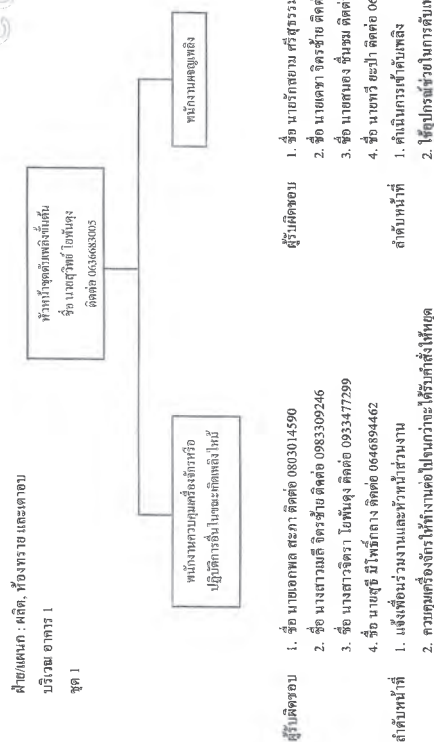 ฝ่าย/แผนก : ผลิต, ห้องทราย และเตาอบ
บริเวณ อาคาร 1
ชุด 1
หัวหน้าชุดดับเพลิงขั้นต้น
ชื่อ นายสุวิทย์ โยพันดุง
ติดต่อ 0636683005
พนักงานควบคุมเครื่องจักรหรือ
ปฏิบัติการอื่นในขณะเกิดเพลิงไหม้
พนักงานผจญเพลิง
ผู้รับผิดชอบ
1. ชื่อ นายเอกพล สะภา ติดต่อ 0803014590
2. ชื่อ นางสาวเมลิ จิตรซ้าย ติดต่อ 0983309246
3. ชื่อ นางสาวจิตรา โยพันดุง ติดต่อ 0933477299
4. ชื่อ นายสุธี มีโพธิ์กลาง ติดต่อ 0646894462
ลำดับหน้าที่
1. แจ้งเพื่อนร่วมงานและหัวหน้าส่วนงาน
2. ควบคุมเครื่องจักรให้ทำงานต่อไปจนกว่าจะได้รับคำสั่งให้หยุด
ผู้รับผิดชอบ
1. ชื่อ นายรักสยาม ศรีสุธรรม
2. ชื่อ นายเดชา จิตรซ้าย ติดต่
3. ชื่อ นายสนอง ชื่นชม ติดต่
4. ชื่อ นายทวี ยะปำ ติดต่อ 06
ลำดับหน้าที่
1. ดำเนินการเข้าดับเพลิง
2. ใช้อุปกรณ์ช่วยในการดับเพ